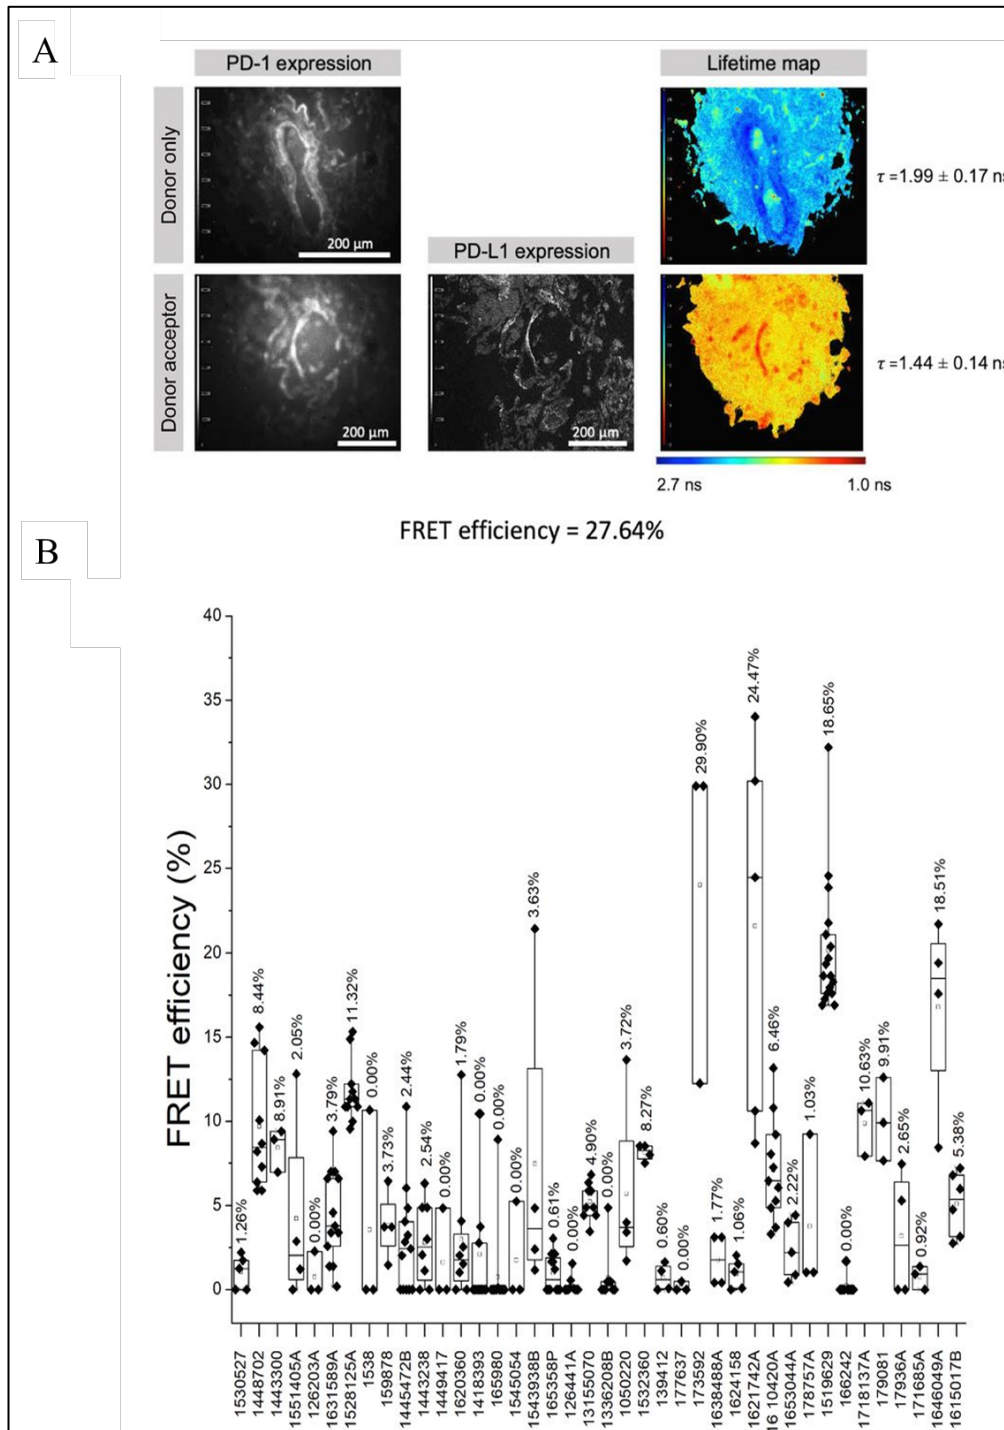 A
PD-1 expression
Lifetime map
Donor only
200 µm
τ =1.99 ± 0.17 ns
PD-L1 expression
Donor acceptor
200 µm
200 µm
τ =1.44 ± 0.14 ns
2.7 ns
1.0 ns
FRET efficiency = 27.64%
B
FRET efficiency (%)
40
35
30
25
20
15
10
5
0
1.26%
8.44%
8.91%
2.05%
0.00%
3.79%
11.32%
0.00%
3.73%
2.44%
2.54%
0.00%
1.79%
0.00%
0.00%
0.00%
3.63%
0.61%
0.00%
4.90%
0.00%
3.72%
8.27%
0.60%
0.00%
29.90%
1.77%
1.06%
24.47%
6.46%
2.22%
1.03%
18.65%
0.00%
10.63%
9.91%
2.65%
0.92%
18.51%
5.38%
1530527
1448702
1443300
1551405A
126203A
1631589A
1528125A
1538
159878
1445472B
1443238
1449417
1620360
1418393
165980
1545054
1543938B
165358P
126441A
13155070
1336208B
1050220
1532360
139412
177637
173592
1638488A
1624158
1621742A
16 10420A
1653044A
178757A
1519629
166242
1718137A
179081
177936A
171685A
1646049A
1615017B